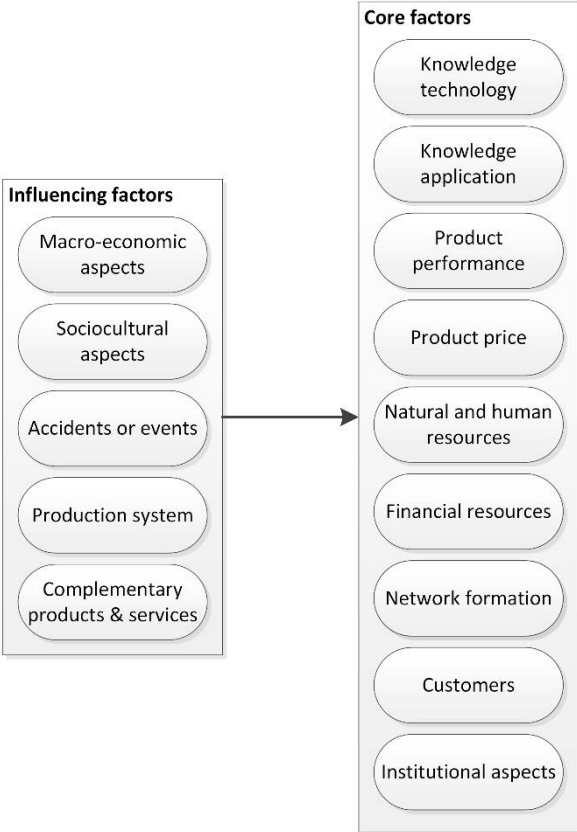 Core factors
Knowledge
technology
Knowledge
application
Product
performance
Product price
Natural and human
resources
Financial resources
Network formation
Customers
Institutional aspects
Influencing factors
Macro-economic
aspects
Sociocultural
aspects
Accidents or events
Production system
Complementary
products & services